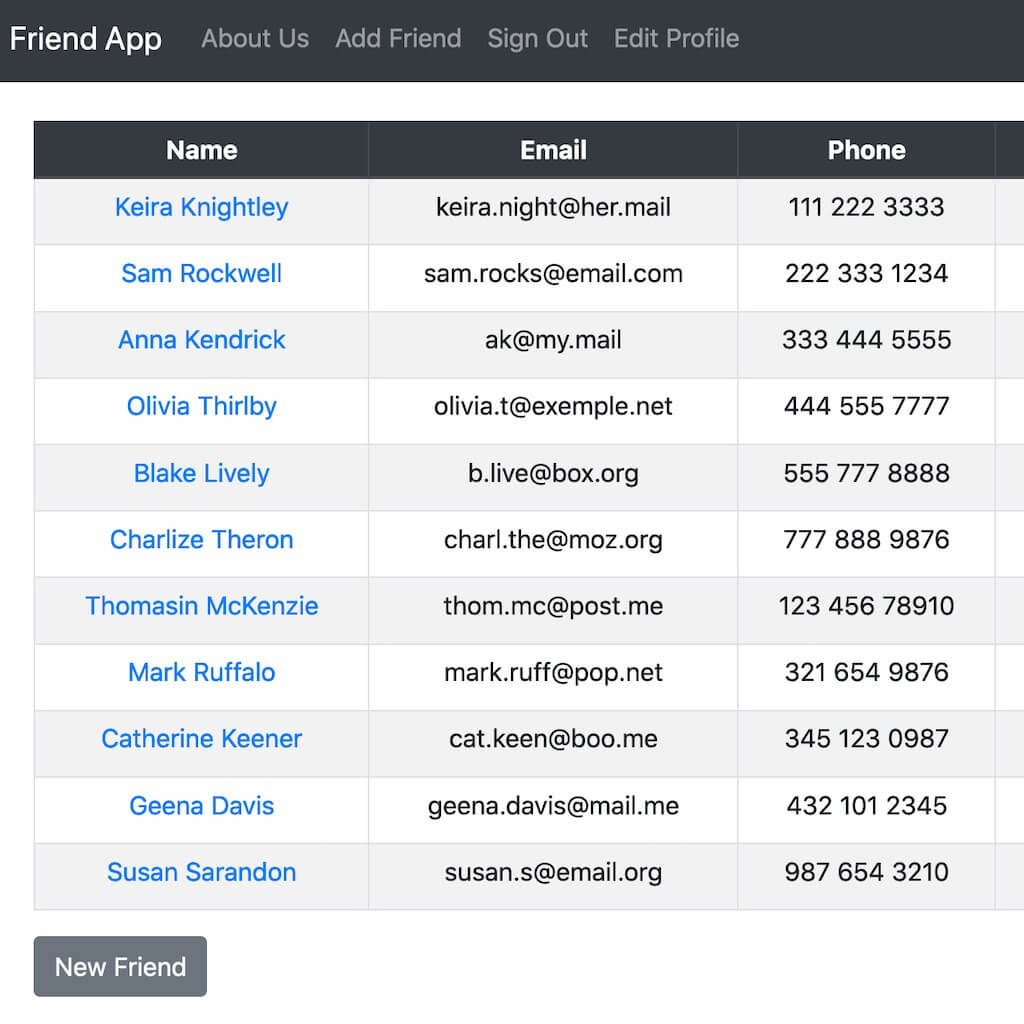 Friend App About Us Add Friend Sign Out Edit Profile
Name Email Phone
Keira Knightley keira.night@her.mail 111 222 3333
Sam Rockwell sam.rocks@email.com 222 333 1234
Anna Kendrick ak@my.mail 333 444 5555
Olivia Thirlby olivia.t@exemple.net 444 555 7777
Blake Lively b.live@box.org 555 777 8888
Charlize Theron charl.the@moz.org 777 888 9876
Thomasin McKenzie thom.mc@post.me 123 456 78910
Mark Ruffalo mark.ruff@pop.net 321 654 9876
Catherine Keener cat.keen@boo.me 345 123 0987
Geena Davis geena.davis@mail.me 432 101 2345
Susan Sarandon susan.s@email.org 987 654 3210
New Friend